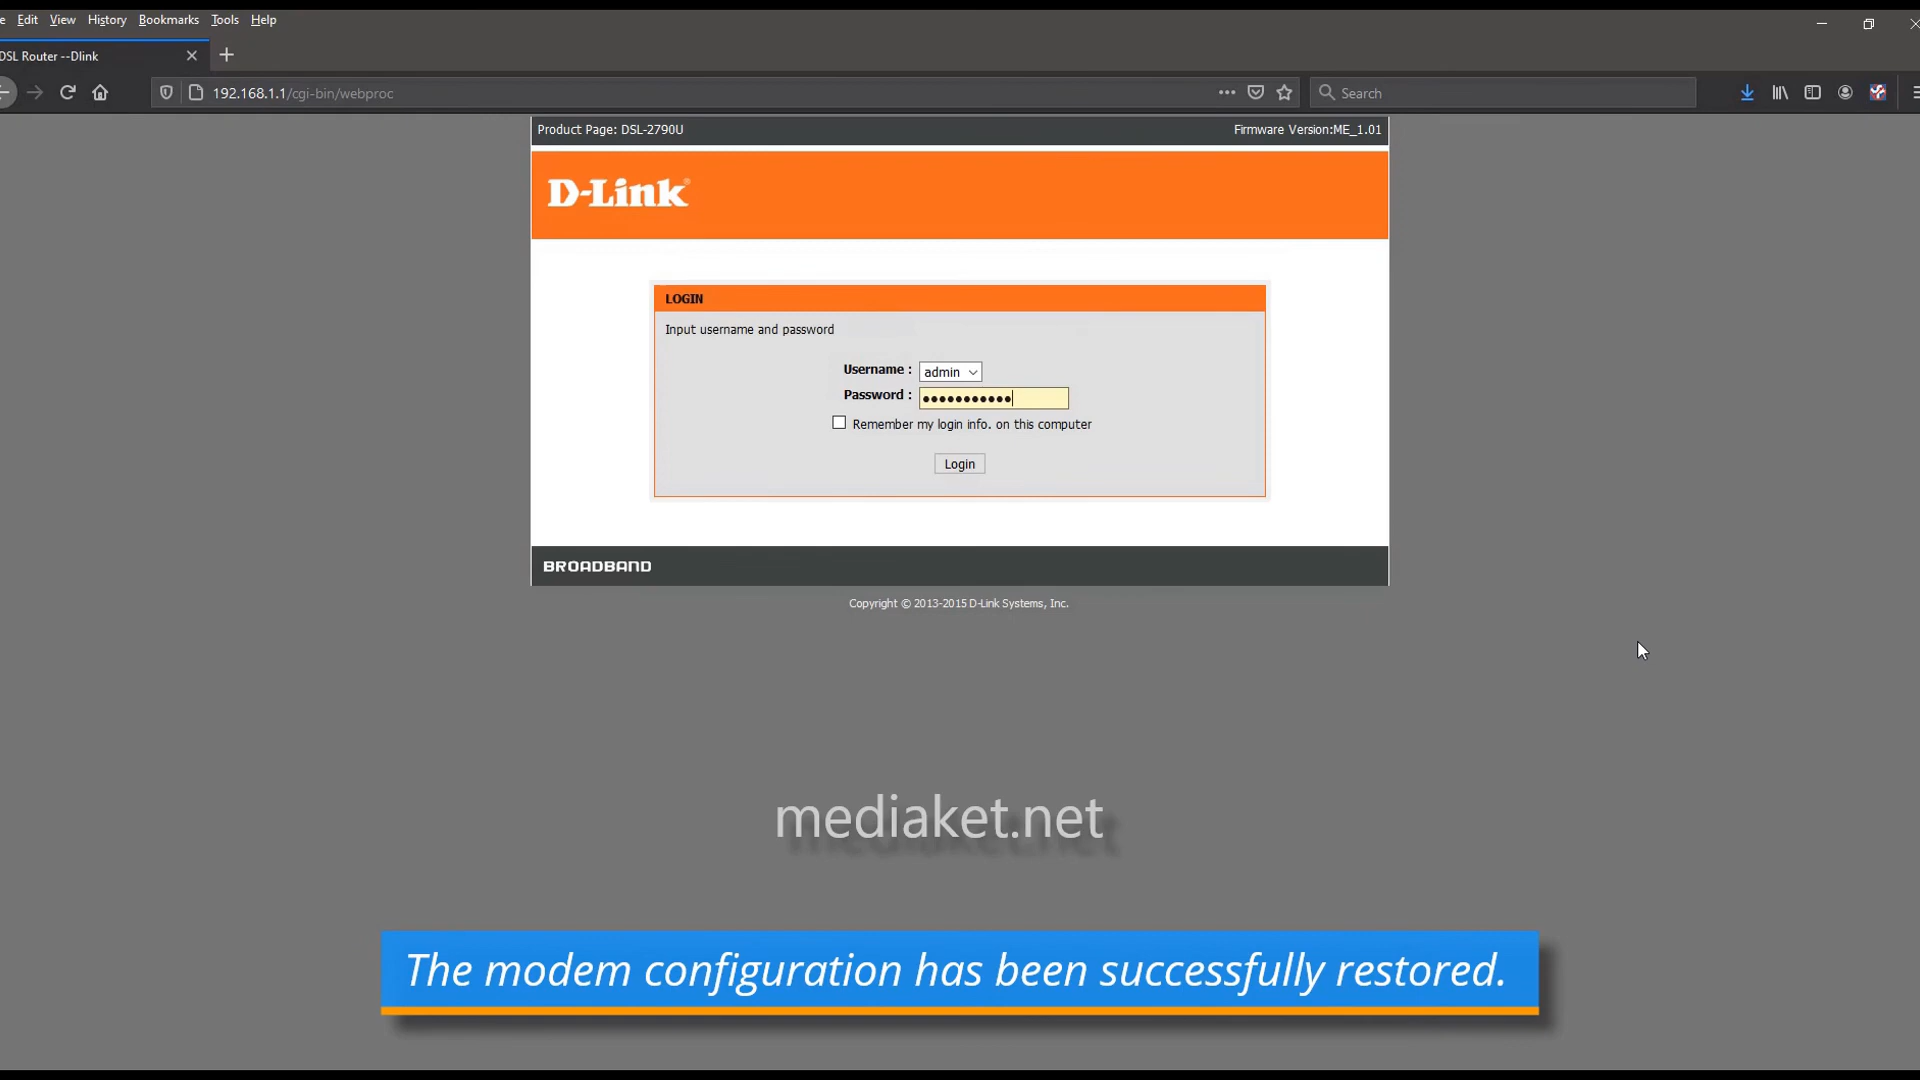 e Edit View History Bookmarks Tools Help
DSL Router --Dlink
192.168.1.1/cgi-bin/webproc
Search
Product Page: DSL-2790U Firmware Version:ME_1.01
D-Link®
LOGIN
Input username and password
Username : admin
Password : •••••••••••
Remember my login info. on this computer
Login
BROADBAND
Copyright © 2013-2015 D-Link Systems, Inc.
mediaket.net
The modem configuration has been successfully restored.